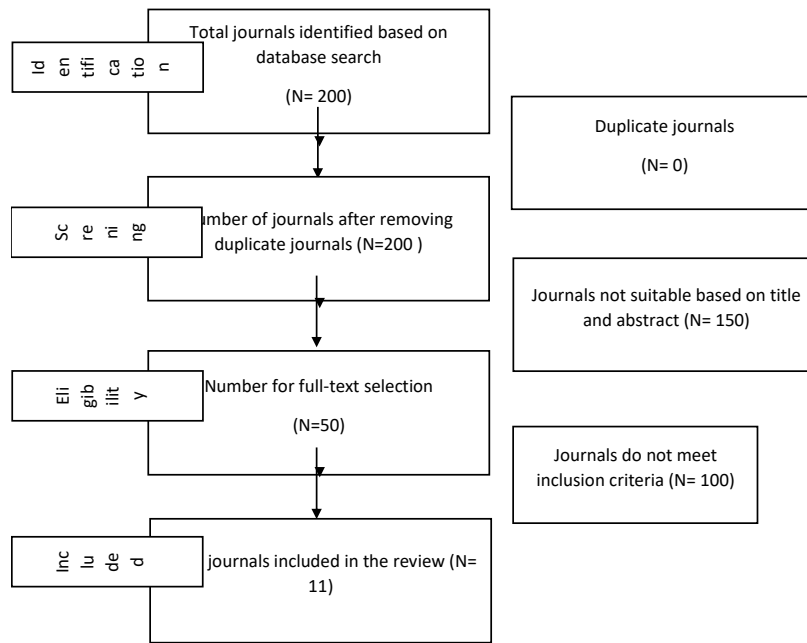 Id
en
tifi
ca
tio
n
Total journals identified based on
database search
(N= 200)
Duplicate journals
(N= 0)
Sc
re
ni
ng
umber of journals after removing
duplicate journals (N=200 )
Journals not suitable based on title
and abstract (N= 150)
Eli
gib
ilit
y
Number for full-text selection
(N=50)
Journals do not meet
inclusion criteria (N= 100)
Inc
lu
de
d
journals included in the review (N=
11)